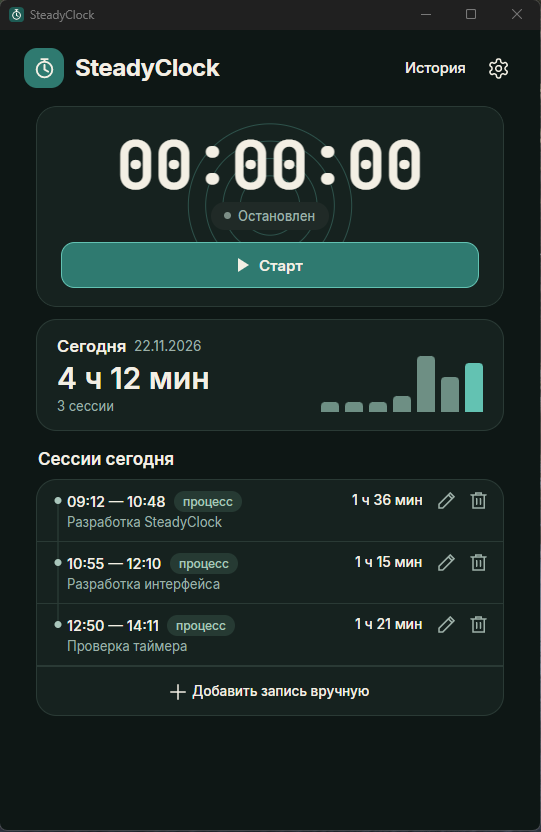 SteadyClock
SteadyClock История
00:00:00
Остановлен
Старт
Сегодня 22.11.2026
4 ч 12 мин
3 сессии
Сессии сегодня
09:12 — 10:48 процесс 1 ч 36 мин
Разработка SteadyClock
10:55 — 12:10 процесс 1 ч 15 мин
Разработка интерфейса
12:50 — 14:11 процесс 1 ч 21 мин
Проверка таймера
Добавить запись вручную